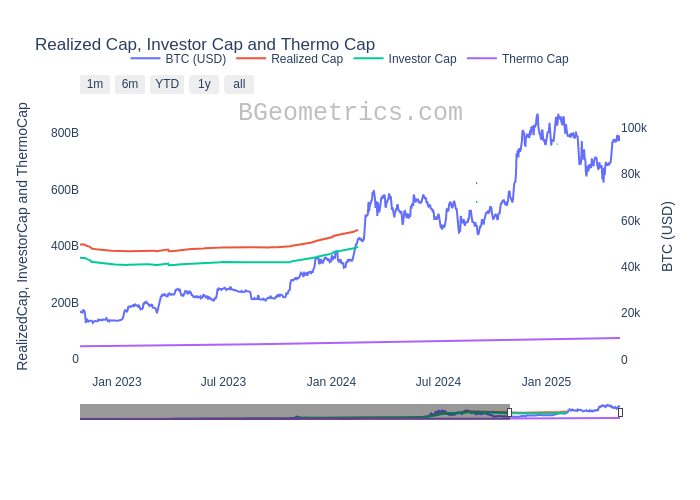 Realized Cap, Investor Cap and Thermo Cap
BTC (USD) Realized Cap Investor Cap Thermo Cap
1m 6m YTD 1y all
BGeometrics.com
RealizedCap, InvestorCap and ThermoCap
800B
600B
400B
200B
0
100k
80k
60k
40k
20k
0
BTC (USD)
Jan 2023 Jul 2023 Jan 2024 Jul 2024 Jan 2025